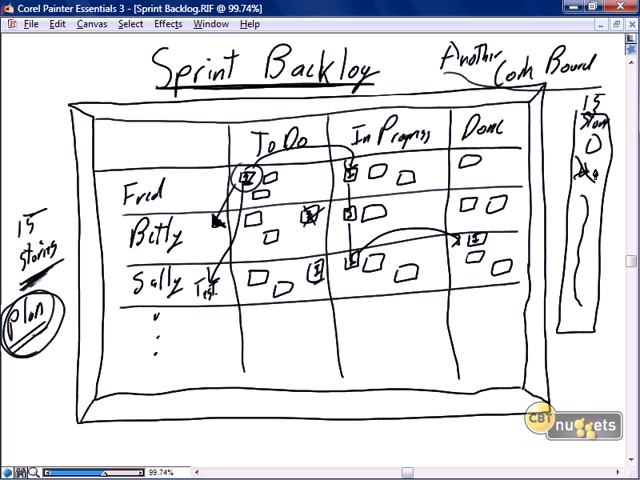 Corel Painter Essentials 3 - [Sprint Backlog.RIF @ 99.74%]
File Edit Canvas Select Effects Window Help
Sprint Backlog
Another
Cork Board
To Do
In Progress
Done
15
Fred
Betty
Sally
Test
15
stories
Plan
CBT
nuggets
99.74%